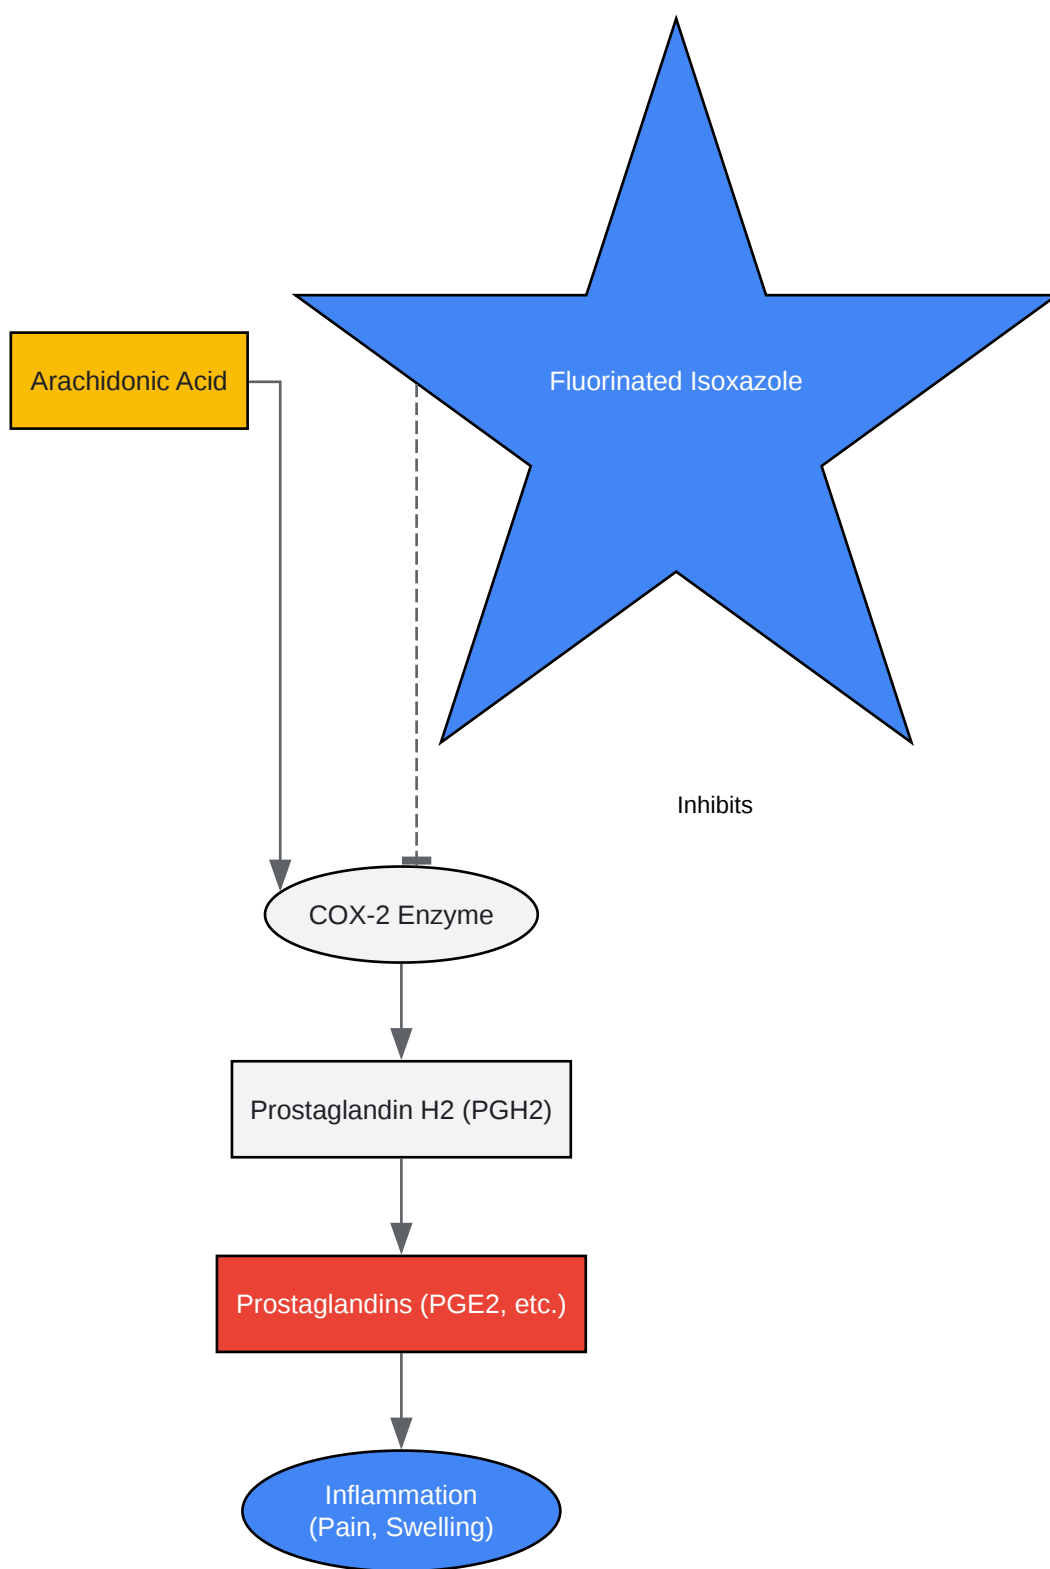 Arachidonic Acid
Fluorinated Isoxazole
Inhibits
COX-2 Enzyme
Prostaglandin H2 (PGH2)
Prostaglandins (PGE2, etc.)
Inflammation
(Pain, Swelling)